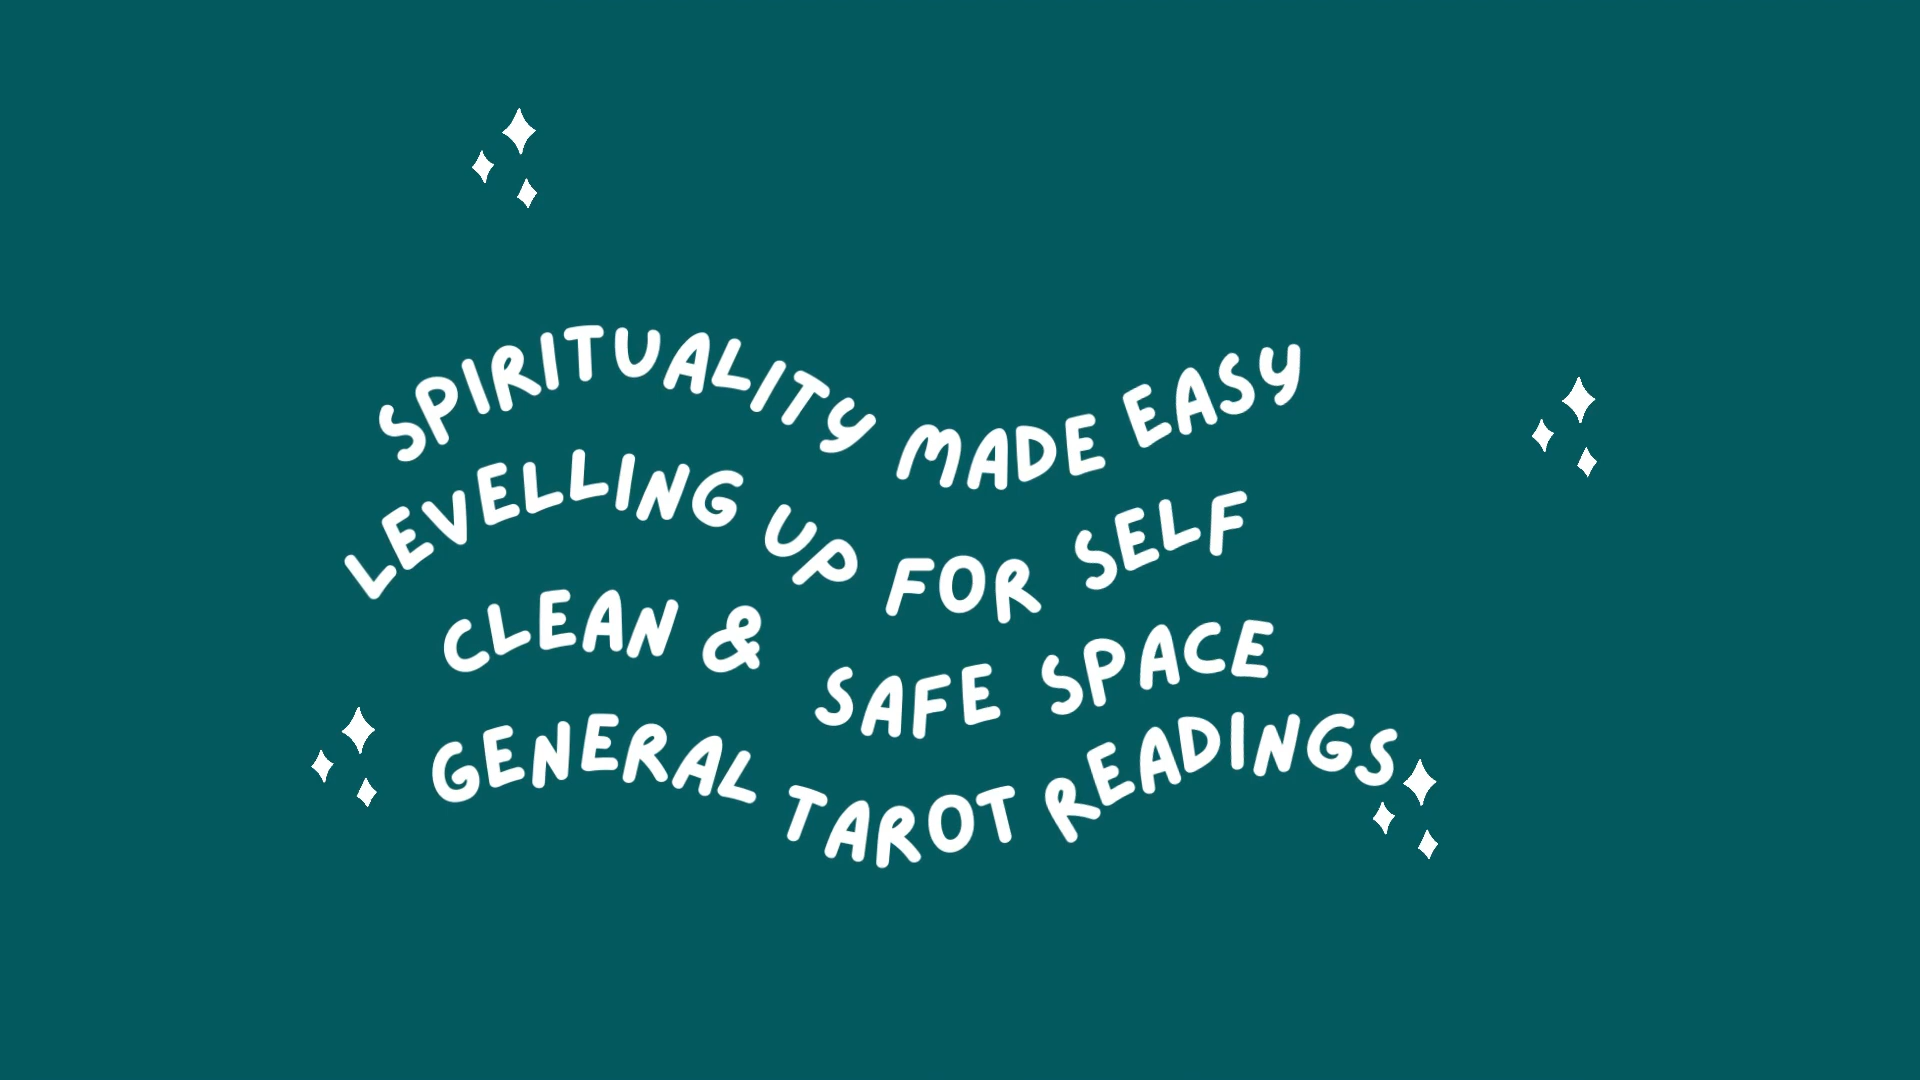 SPIRITUALITY MADE EASY
LEVELLING UP FOR SELF
CLEAN & SAFE SPACE
GENERAL TAROT READINGS